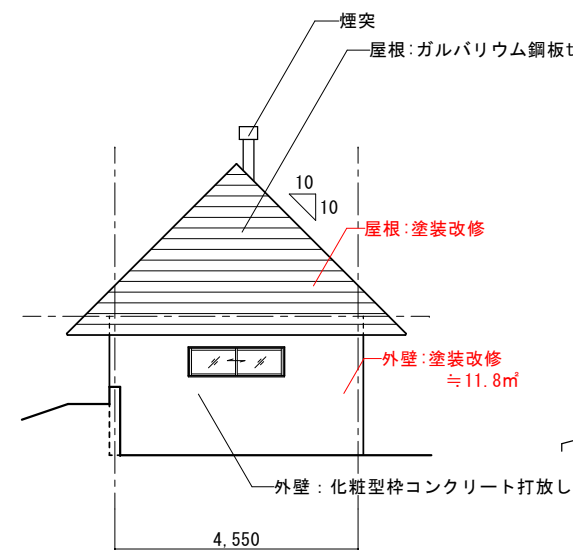 煙突
屋根:ガルバリウム鋼板t
10
10
屋根:塗装改修
外壁:塗装改修
≒11.8㎡
外壁：化粧型枠コンクリート打放し
4,550